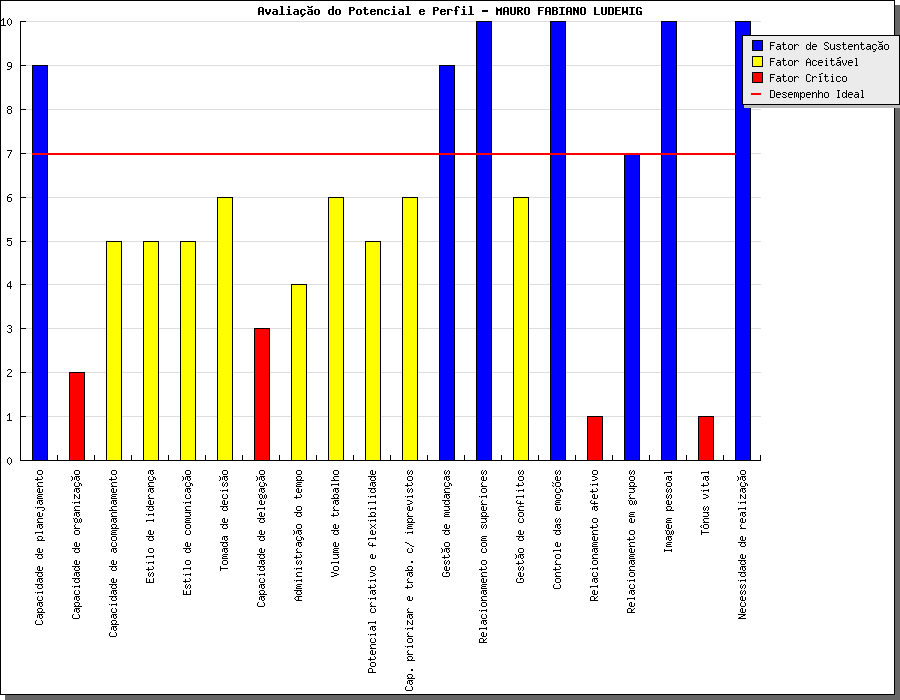 Avaliação do Potencial e Perfil - MAURO FABIANO LUDEWIG
10
9
8
7
6
5
4
3
2
1
0
Fator de Sustentação
Fator Aceitável
Fator Crítico
Desempenho Ideal
Capacidade de planejamento
Capacidade de organização
Capacidade de acompanhamento
Estilo de liderança
Estilo de comunicação
Tomada de decisão
Capacidade de delegação
Administração do tempo
Volume de trabalho
Potencial criativo e flexibilidade
Cap. priorizar e trab. c/ imprevistos
Gestão de mudanças
Relacionamento com superiores
Gestão de conflitos
Controle das emoções
Relacionamento afetivo
Relacionamento em grupos
Imagem pessoal
Tônus vital
Necessidade de realização